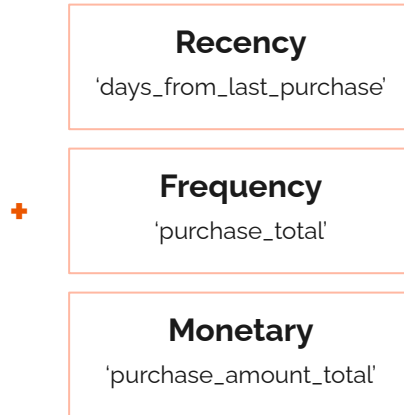 Recency
‘days_from_last_purchase’
Frequency
+
‘purchase_total’
Monetary
‘purchase_amount_total’